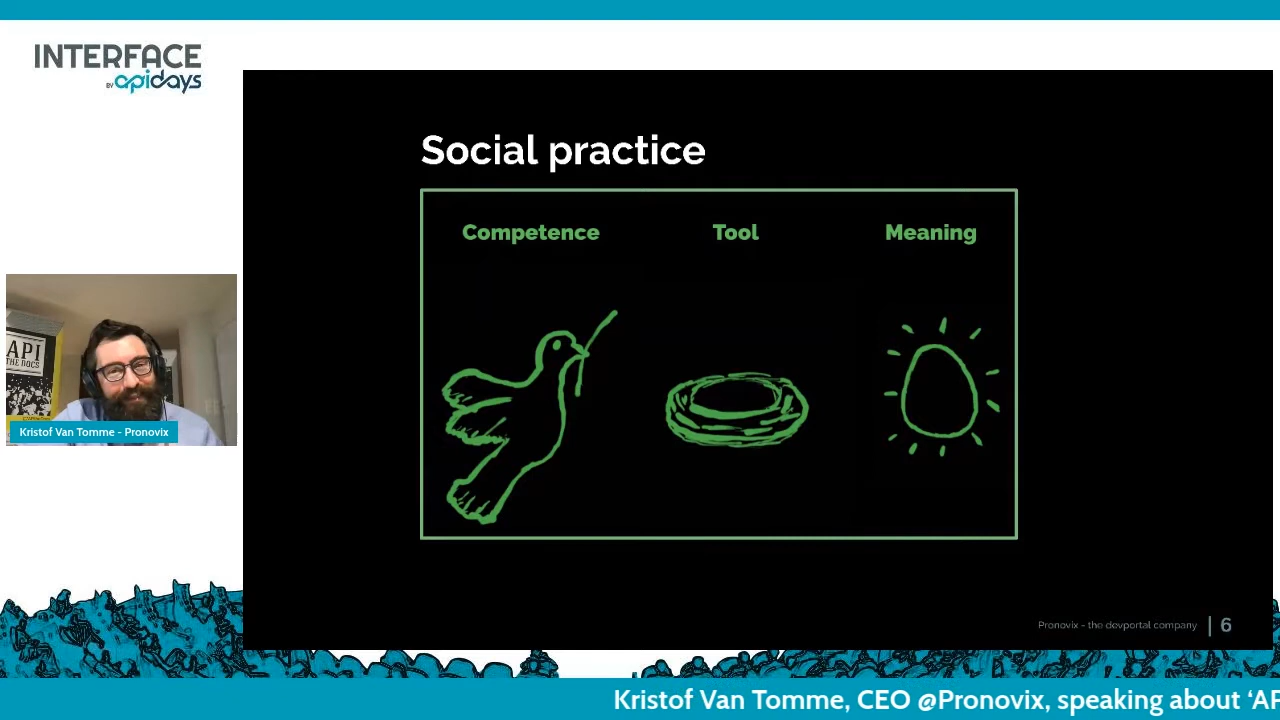 INTERFACE
BY apidays
Social practice
Competence Tool Meaning
API
THE DOCS
Kristof Van Tomme - Pronovix
Pronovix - the devportal company | 6
Kristof Van Tomme, CEO @Pronovix, speaking about ‘AP